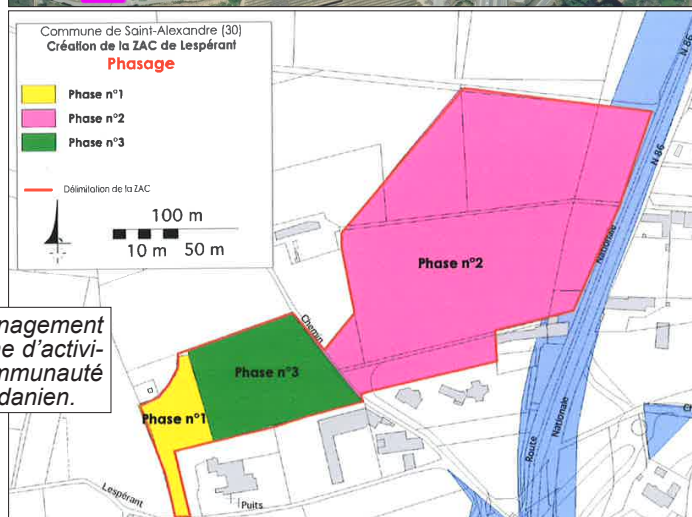 Commune de Saint-Alexandre (30)
Création de la ZAC de Lespérant
Phasage
Phase n°1
Phase n°2
Phase n°3
Délimitation de la ZAC
100 m
10 m 50 m
N 86
N 86
Nationale
Phase n°2
Chemin
nagement
e d'activi-
mmunauté
danien.
Phase n°3
Phase n°1
Route
Nationale
Lespérant
Puits